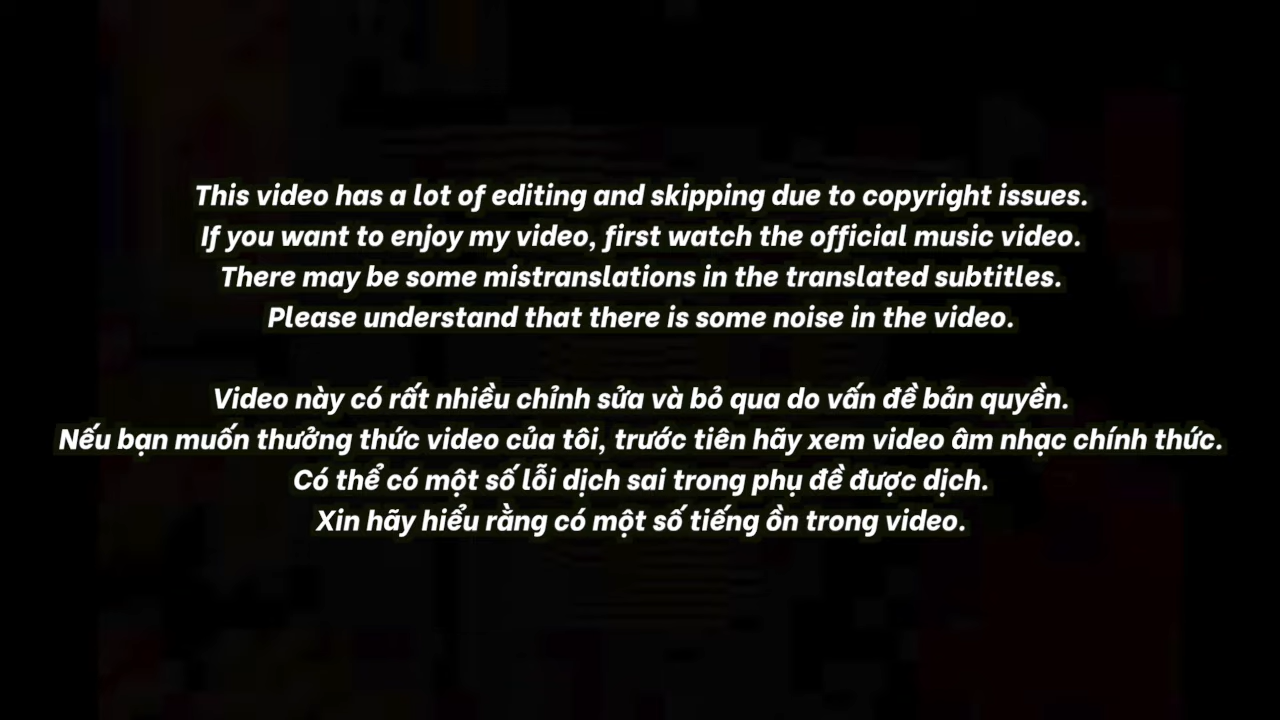 This video has a lot of editing and skipping due to copyright issues.
If you want to enjoy my video, first watch the official music video.
There may be some mistranslations in the translated subtitles.
Please understand that there is some noise in the video.
Video này có rất nhiều chỉnh sửa và bỏ qua do vấn đề bản quyền.
Nếu bạn muốn thưởng thức video của tôi, trước tiên hãy xem video âm nhạc chính thức.
Có thể có một số lỗi dịch sai trong phụ đề được dịch.
Xin hãy hiểu rằng có một số tiếng ồn trong video.